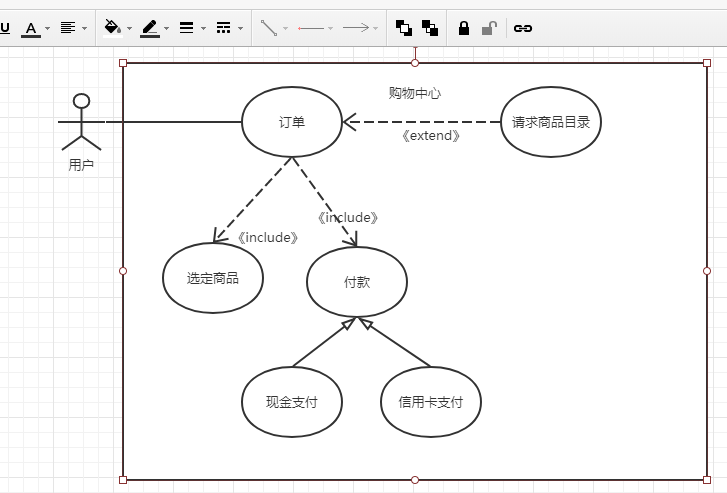 U A
购物中心
订单
请求商品目录
《extend》
用户
《include》
《include》
选定商品
付款
现金支付
信用卡支付